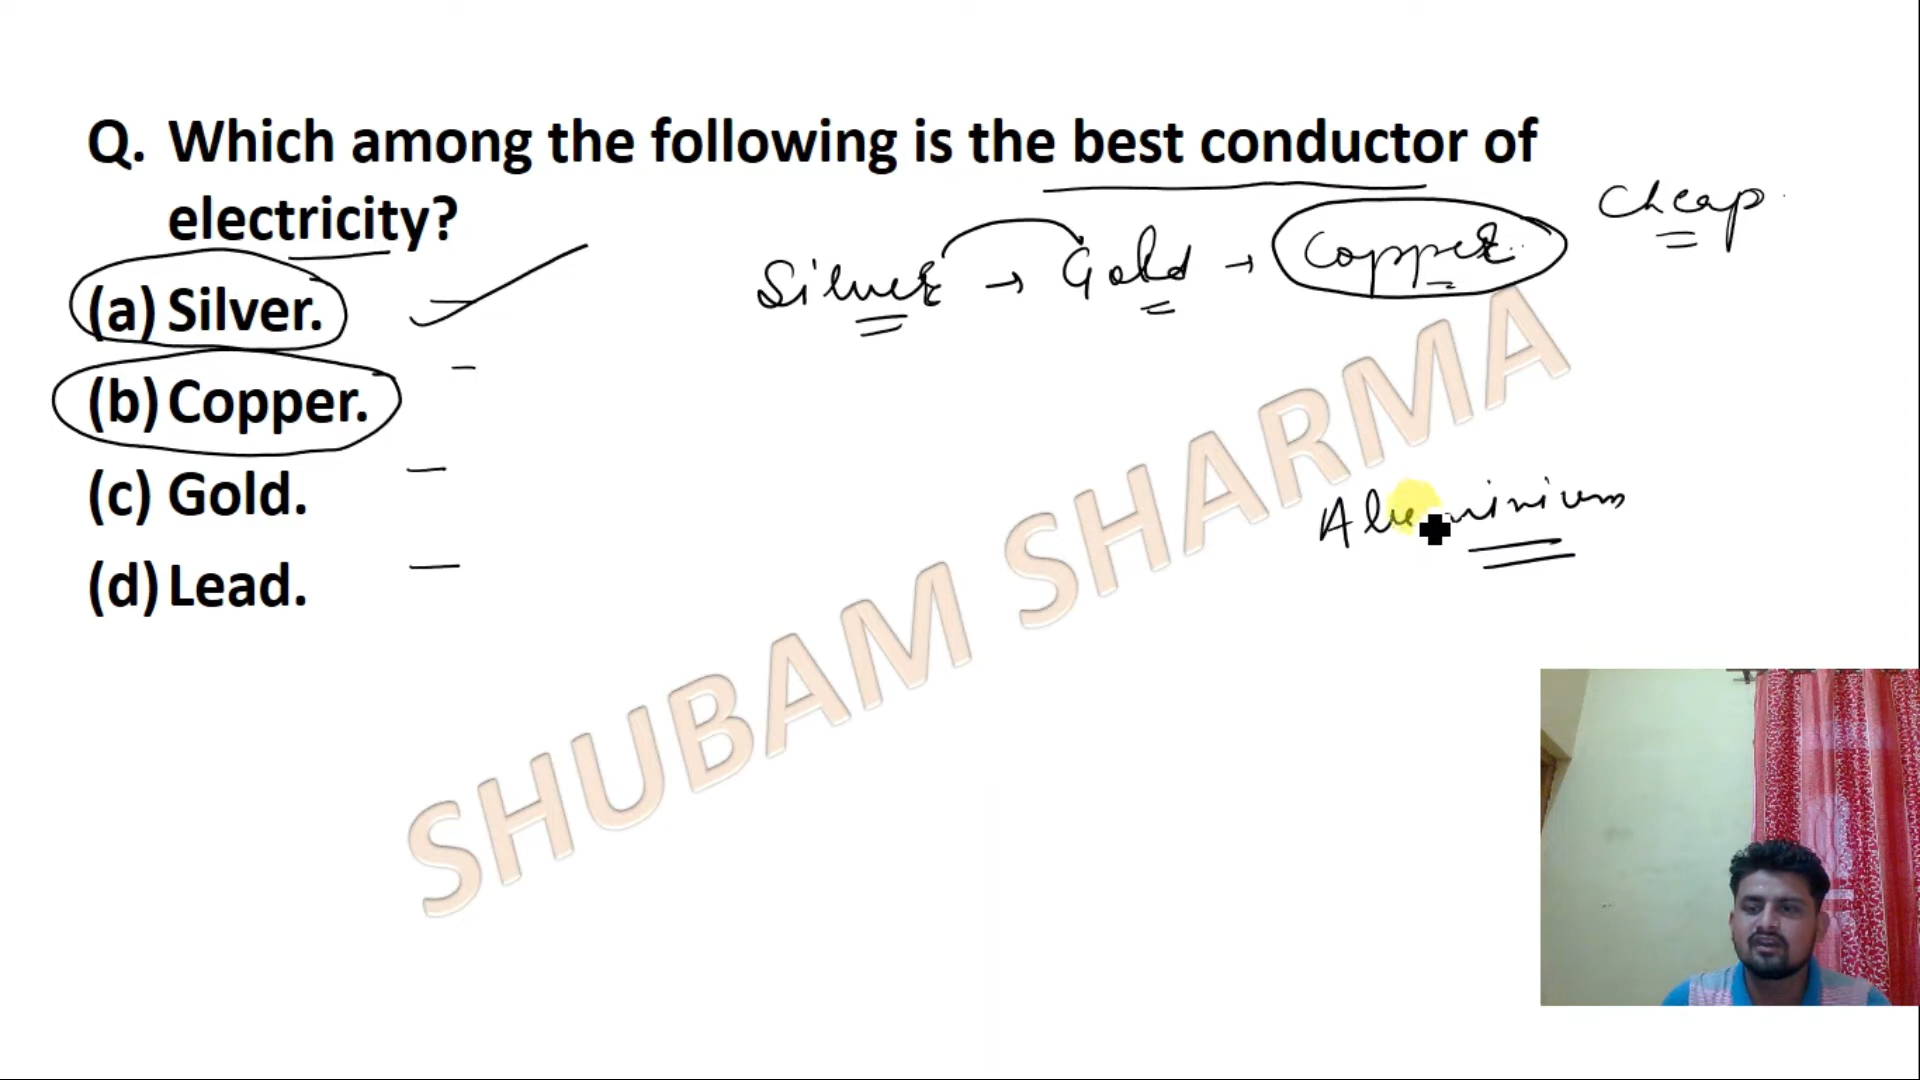 Q. Which among the following is the best conductor of
electricity?
Cheap
Silver → Gold → Copper
(a) Silver.
(b) Copper.
(c) Gold.
(d) Lead.
Aluminium
SHUBAM SHARMA